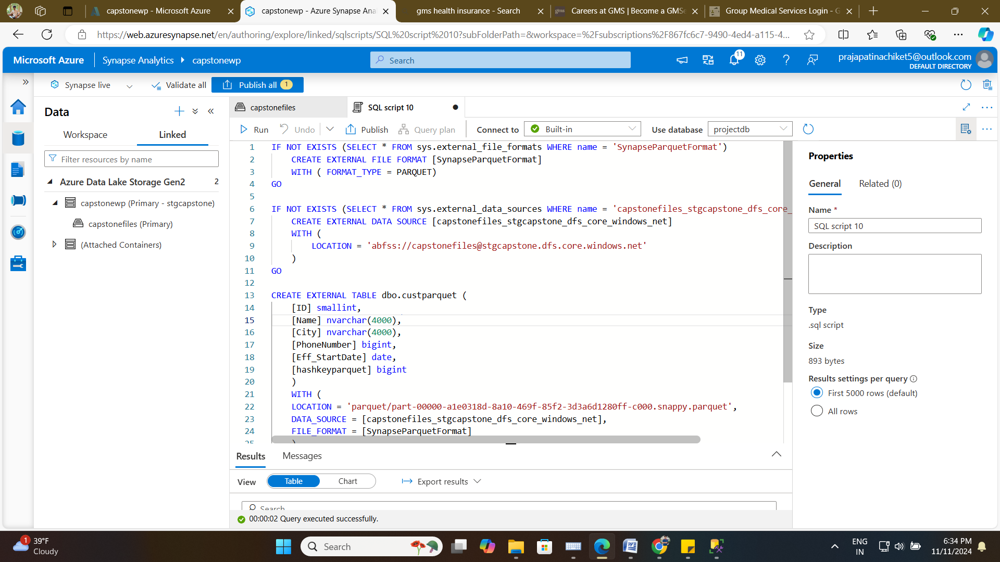 capstonewp - Microsoft Azure
capstonewp - Azure Synapse Ana
gms health insurance - Search
Careers at GMS | Become a GMSe
Group Medical Services Login - G
https://web.azuresynapse.net/en/authoring/explore/linked/sqlscripts/SQL%20script%2010?subFolderPath=&workspace=%2Fsubscriptions%2F867fc6c7-9490-4ed4-a115-4...
Microsoft Azure
Synapse Analytics
capstonewp
Search
11
prajapatinachiket5@outlook.com
DEFAULT DIRECTORY
Synapse live
Validate all
Publish all 1
Data
Workspace
Linked
Filter resources by name
Azure Data Lake Storage Gen2 2
capstonewp (Primary - stgcapstone)
capstonefiles (Primary)
(Attached Containers)
capstonefiles
SQL script 10
Run
Undo
Publish
Query plan
Connect to
Built-in
Use database
projectdb
1 IF NOT EXISTS (SELECT * FROM sys.external_file_formats WHERE name = 'SynapseParquetFormat')
2 CREATE EXTERNAL FILE FORMAT [SynapseParquetFormat]
3 WITH ( FORMAT_TYPE = PARQUET)
4 GO
5
6 IF NOT EXISTS (SELECT * FROM sys.external_data_sources WHERE name = 'capstonefiles_stgcapstone_dfs_core_
7 CREATE EXTERNAL DATA SOURCE [capstonefiles_stgcapstone_dfs_core_windows_net]
8 WITH (
9 LOCATION = 'abfss://capstonefiles@stgcapstone.dfs.core.windows.net'
10 )
11 GO
12
13 CREATE EXTERNAL TABLE dbo.custparquet (
14 [ID] smallint,
15 [Name] nvarchar(4000),
16 [City] nvarchar(4000),
17 [PhoneNumber] bigint,
18 [Eff_StartDate] date,
19 [hashkeyparquet] bigint
20 )
21 WITH (
22 LOCATION = 'parquet/part-00000-a1e0318d-8a10-469f-85f2-3d3a6d1280ff-c000.snappy.parquet',
23 DATA_SOURCE = [capstonefiles_stgcapstone_dfs_core_windows_net],
24 FILE_FORMAT = [SynapseParquetFormat]
25 )
Results
Messages
View
Table
Chart
Export results
Search
00:00:02 Query executed successfully.
Properties
General
Related (0)
Name *
SQL script 10
Description
Type
.sql script
Size
893 bytes
Results settings per query
First 5000 rows (default)
All rows
1
39°F
Cloudy
Search
ENG
IN
6:34 PM
11/11/2024